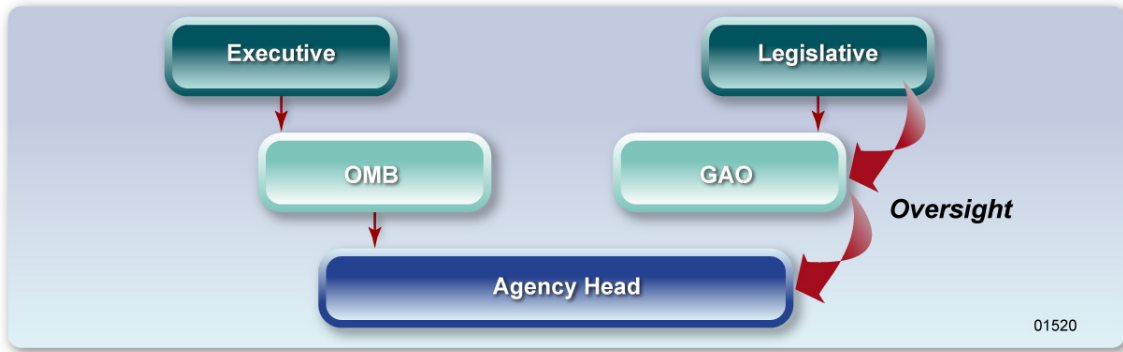 Executive
Legislative
OMB
GAO
Oversight
Agency Head
01520